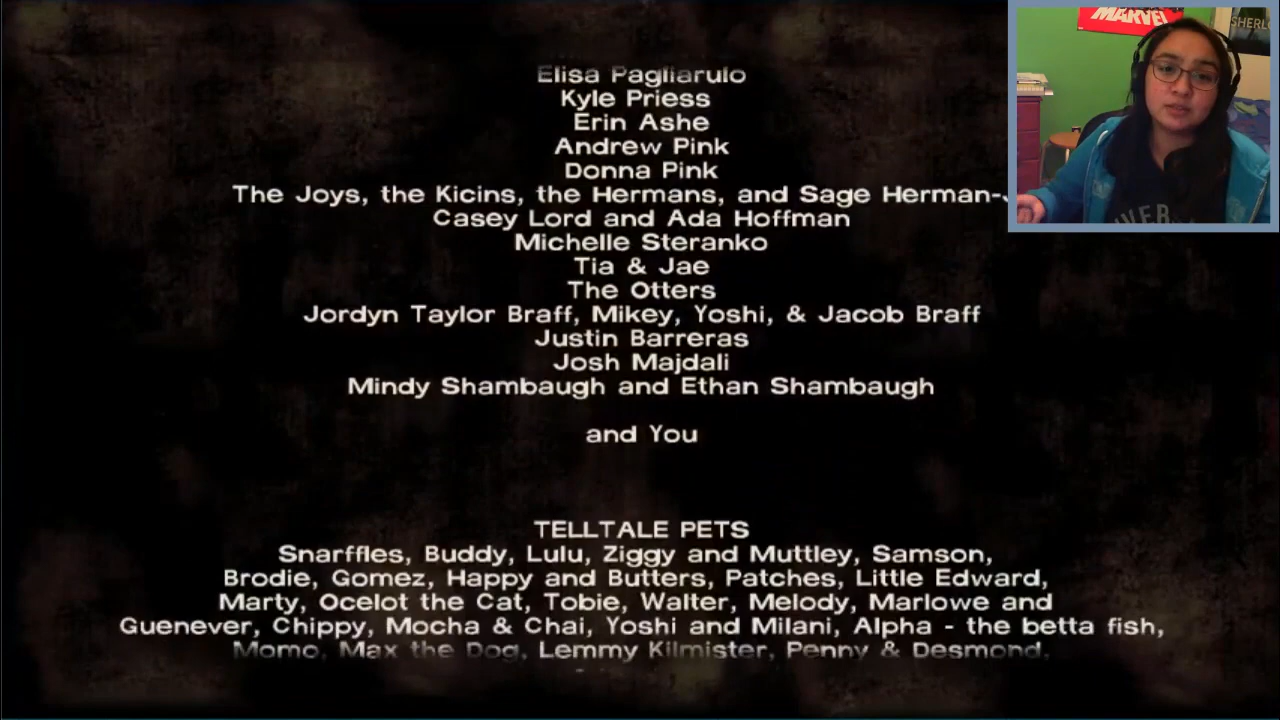 Elisa Pagliarulo
Kyle Priess
Erin Ashe
Andrew Pink
Donna Pink
The Joys, the Kicins, the Hermans, and Sage Herman-
Casey Lord and Ada Hoffman
Michelle Steranko
Tia & Jae
The Otters
Jordyn Taylor Braff, Mikey, Yoshi, & Jacob Braff
Justin Barreras
Josh Majdali
Mindy Shambaugh and Ethan Shambaugh
and You
TELLTALE PETS
Snarffles, Buddy, Lulu, Ziggy and Muttley, Samson,
Brodie, Gomez, Happy and Butters, Patches, Little Edward,
Marty, Ocelot the Cat, Tobie, Walter, Melody, Marlowe and
Guenever, Chippy, Mocha & Chai, Yoshi and Milani, Alpha - the betta fish,
Momo, Max the Dog, Lemmy Kilmister, Penny & Desmond,
MARVEL
SHERL
IVER